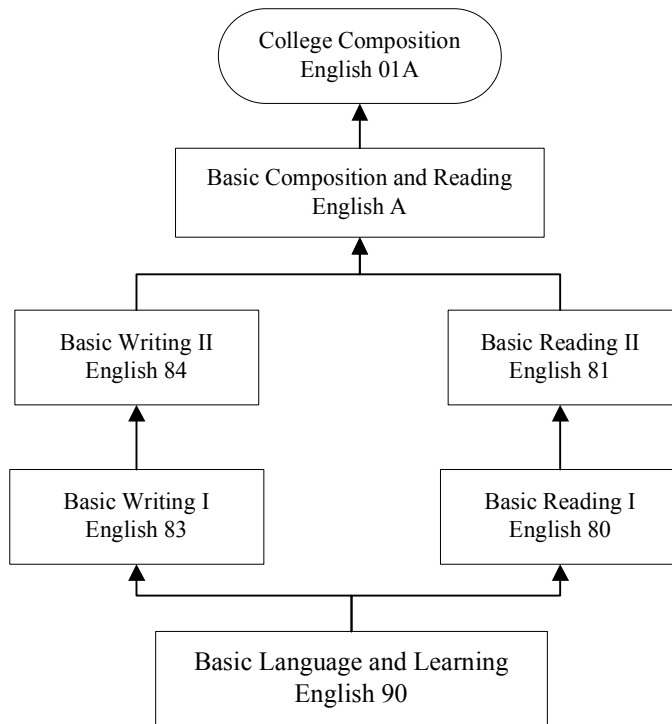 College Composition
English 01A
Basic Composition and Reading
English A
Basic Writing II
English 84
Basic Reading II
English 81
Basic Writing I
English 83
Basic Reading I
English 80
Basic Language and Learning
English 90